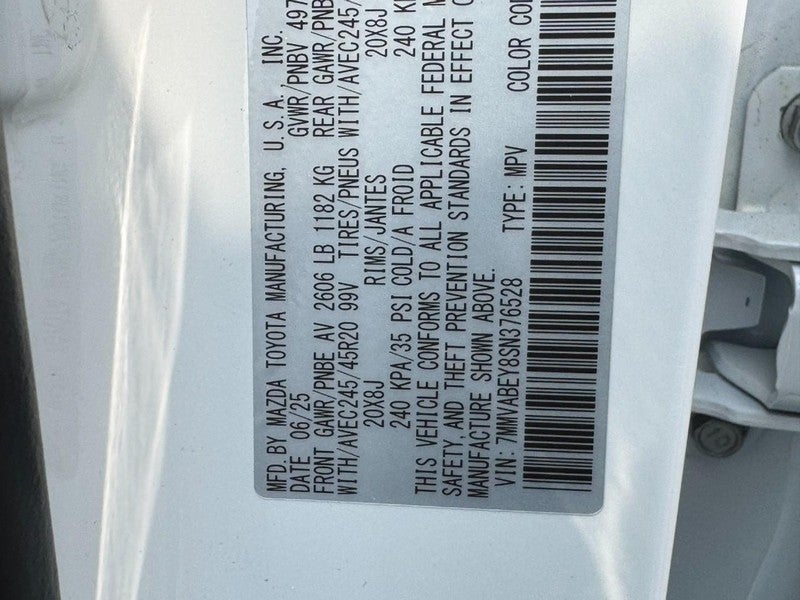 MFD. BY MAZDA TOYOTA MANUFACTURING, U. S. A. INC.
DATE 06/25 GVWR/PNBV 497
FRONT GAWR/PNBE AV 2606 LB 1182 KG REAR GAWR/PNB
WITH/AVEC245/45R20 99V TIRES/PNEUS WITH/AVEC245/
20X8J RIMS/JANTES 20X8J
240 KPA/35 PSI COLD/A FROID 240 KP
THIS VEHICLE CONFORMS TO ALL APPLICABLE FEDERAL M
SAFETY, AND THEFT PREVENTION STANDARDS IN EFFECT O
MANUFACTURE SHOWN ABOVE.
VIN: 7MMVABEY8SN376528 TYPE: MPV COLOR COD